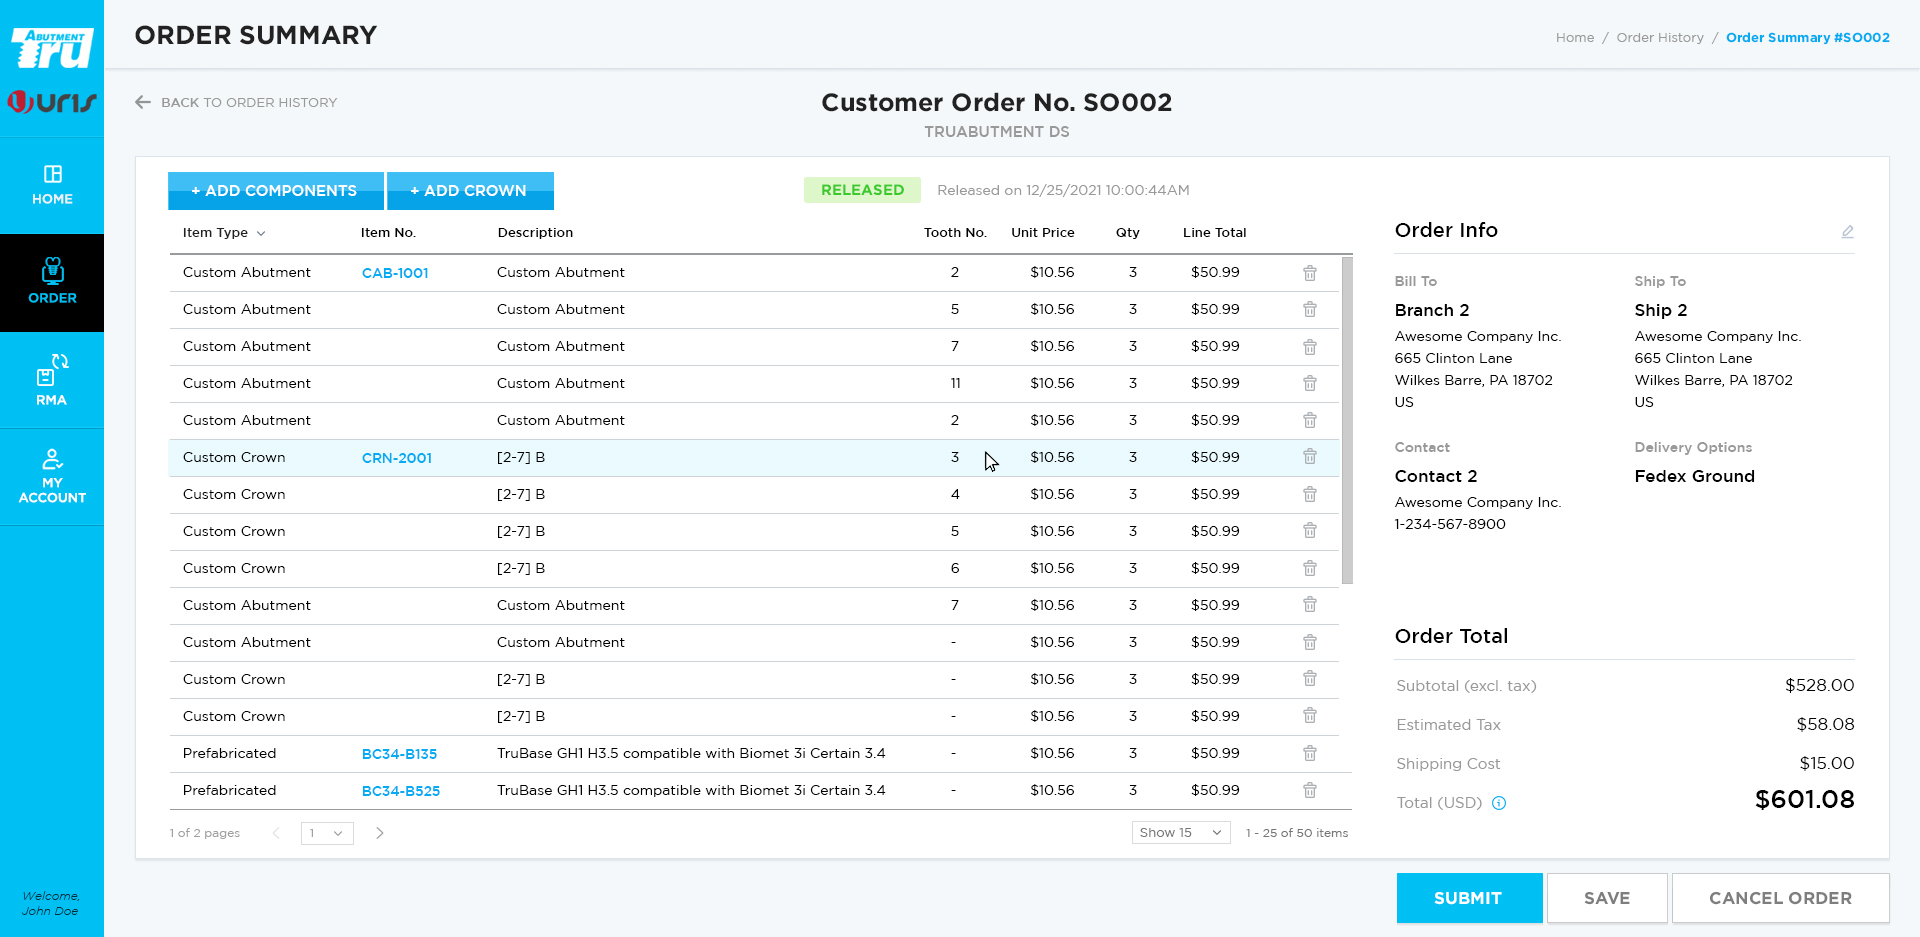 ABUTMENT
Tru
uris
HOME
ORDER
RMA
MY
ACCOUNT
Welcome,
John Doe
ORDER SUMMARY
Home / Order History / Order Summary #SO002
BACK TO ORDER HISTORY
Customer Order No. SO002
TRUABUTMENT DS
+ ADD COMPONENTS + ADD CROWN RELEASED Released on 12/25/2021 10:00:44AM
Item Type Item No. Description Tooth No. Unit Price Qty Line Total
Custom Abutment CAB-1001 Custom Abutment 2 $10.56 3 $50.99
Custom Abutment Custom Abutment 5 $10.56 3 $50.99
Custom Abutment Custom Abutment 7 $10.56 3 $50.99
Custom Abutment Custom Abutment 11 $10.56 3 $50.99
Custom Abutment Custom Abutment 2 $10.56 3 $50.99
Custom Crown CRN-2001 [2-7] B 3 $10.56 3 $50.99
Custom Crown [2-7] B 4 $10.56 3 $50.99
Custom Crown [2-7] B 5 $10.56 3 $50.99
Custom Crown [2-7] B 6 $10.56 3 $50.99
Custom Abutment Custom Abutment 7 $10.56 3 $50.99
Custom Abutment Custom Abutment - $10.56 3 $50.99
Custom Crown [2-7] B - $10.56 3 $50.99
Custom Crown [2-7] B - $10.56 3 $50.99
Prefabricated BC34-B135 TruBase GH1 H3.5 compatible with Biomet 3i Certain 3.4 - $10.56 3 $50.99
Prefabricated BC34-B525 TruBase GH1 H3.5 compatible with Biomet 3i Certain 3.4 - $10.56 3 $50.99
1 of 2 pages 1 Show 15 1 - 25 of 50 items
Order Info
Bill To
Branch 2
Awesome Company Inc.
665 Clinton Lane
Wilkes Barre, PA 18702
US
Ship To
Ship 2
Awesome Company Inc.
665 Clinton Lane
Wilkes Barre, PA 18702
US
Contact
Contact 2
Awesome Company Inc.
1-234-567-8900
Delivery Options
Fedex Ground
Order Total
Subtotal (excl. tax) $528.00
Estimated Tax $58.08
Shipping Cost $15.00
Total (USD) $601.08
SUBMIT SAVE CANCEL ORDER